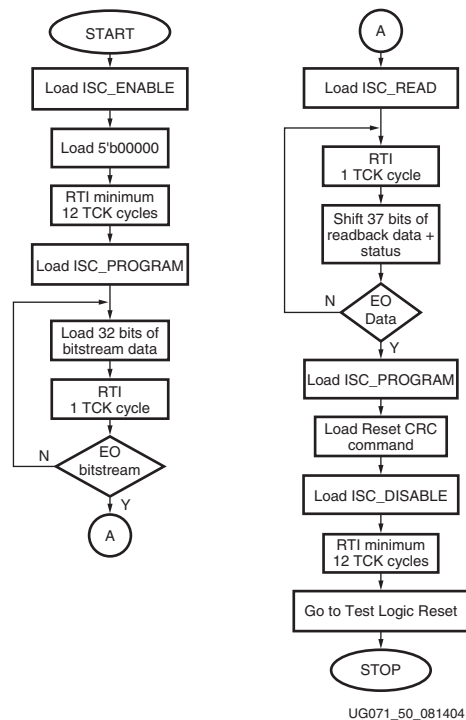 START
Load ISC_ENABLE
Load 5'b00000
RTI minimum
12 TCK cycles
Load ISC_PROGRAM
Load 32 bits of
bitstream data
RTI
1 TCK cycle
N
EO
bitstream
Y
A
A
Load ISC_READ
RTI
1 TCK cycle
Shift 37 bits of
readback data +
status
N
EO
Data
Y
Load ISC_PROGRAM
Load Reset CRC
command
Load ISC_DISABLE
RTI minimum
12 TCK cycles
Go to Test Logic Reset
STOP
UG071_50_081404